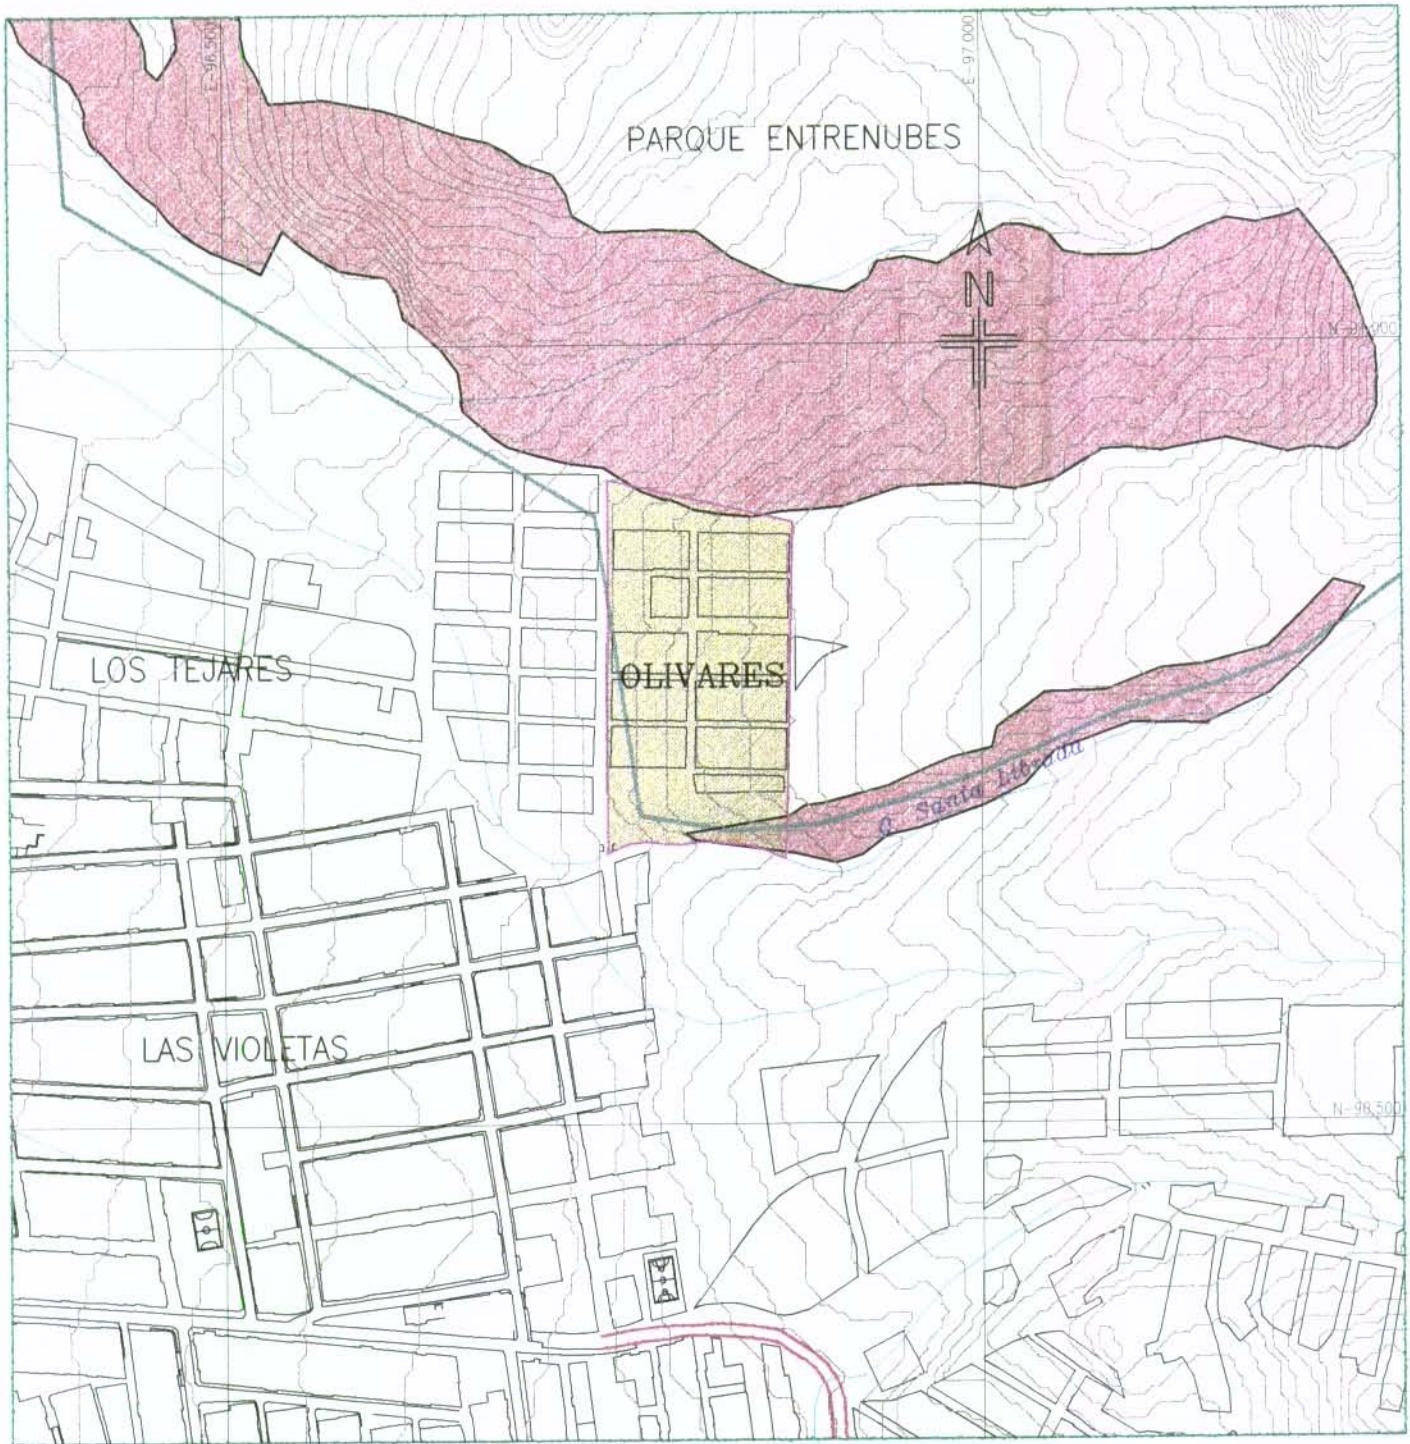 E-96.500
E-97.000
PARQUE ENTRENUBES
N
LOS TEJARES
OLIVARES
Q. Santa Librada
LAS VIOLETAS
N-98.500